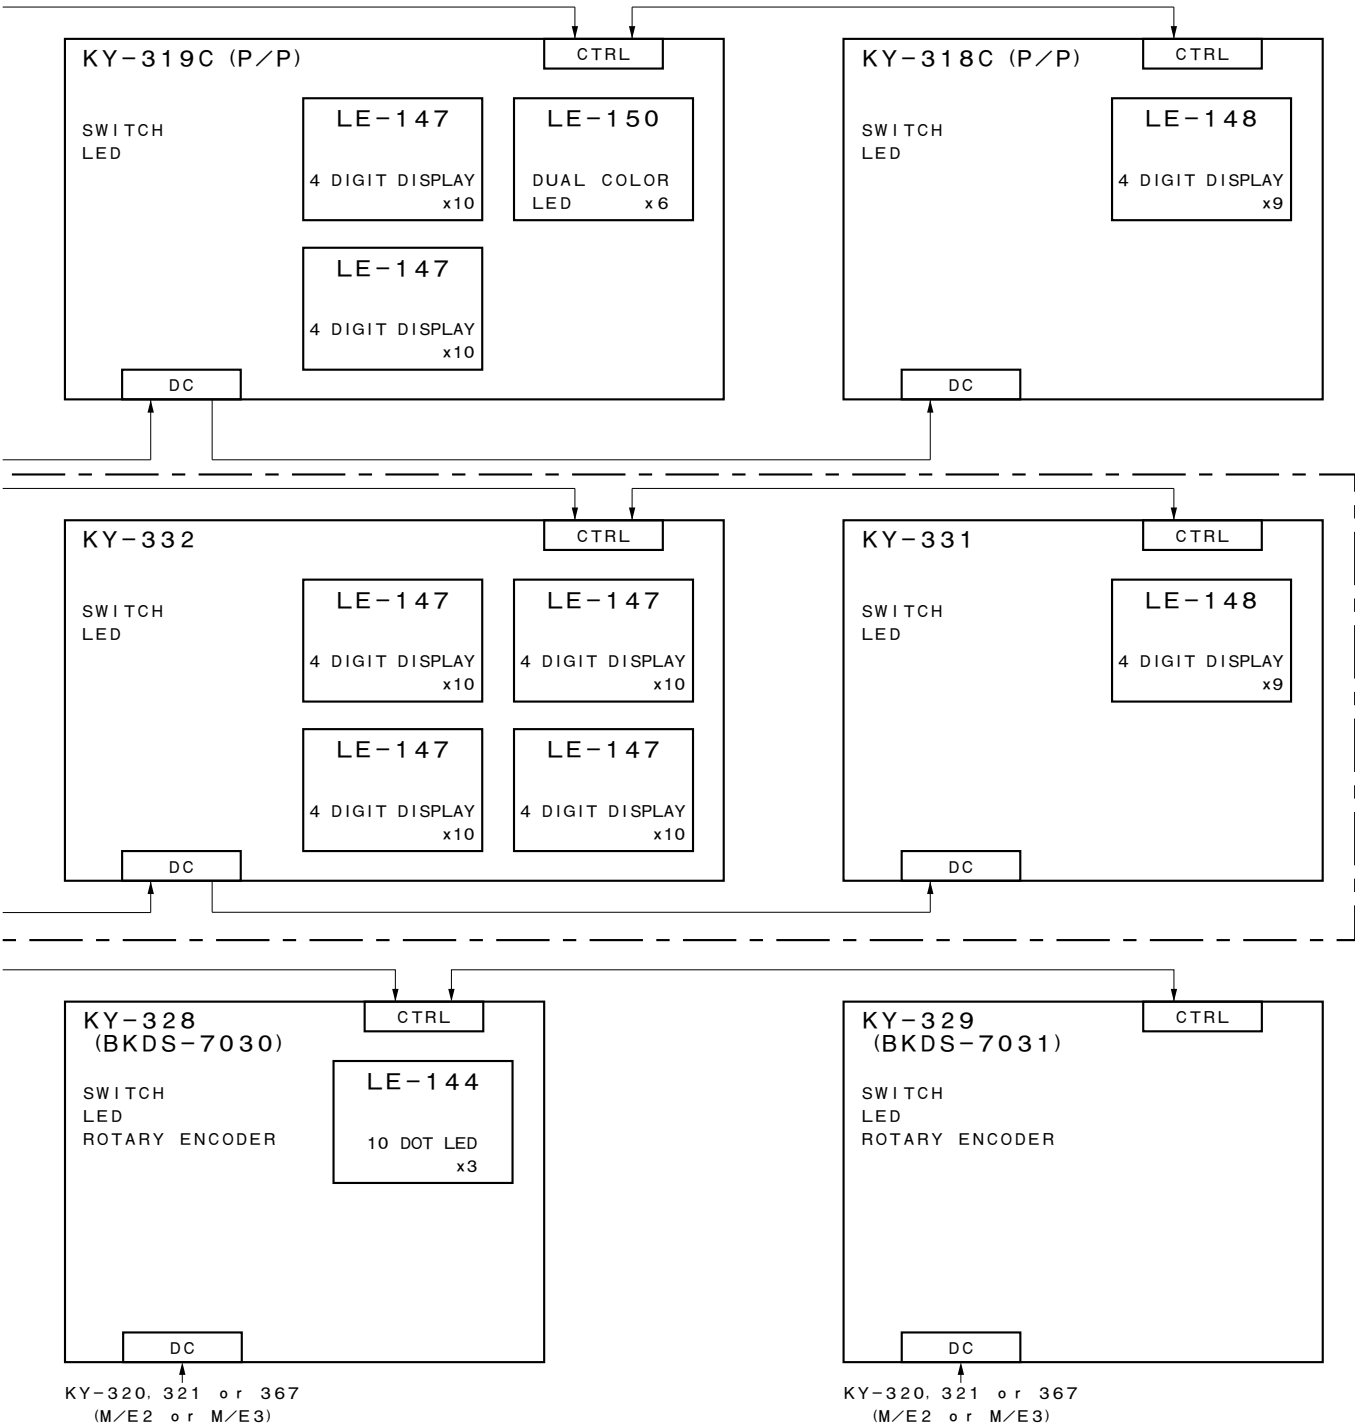 KY-319C (P/P)
CTRL
SWITCH
LED
LE-147
4 DIGIT DISPLAY
x10
LE-150
DUAL COLOR
LED x6
LE-147
4 DIGIT DISPLAY
x10
DC
KY-318C (P/P)
CTRL
SWITCH
LED
LE-148
4 DIGIT DISPLAY
x9
DC
KY-332
CTRL
SWITCH
LED
LE-147
4 DIGIT DISPLAY
x10
LE-147
4 DIGIT DISPLAY
x10
LE-147
4 DIGIT DISPLAY
x10
LE-147
4 DIGIT DISPLAY
x10
DC
KY-331
CTRL
SWITCH
LED
LE-148
4 DIGIT DISPLAY
x9
DC
KY-328
(BKDS-7030)
CTRL
SWITCH
LED
ROTARY ENCODER
LE-144
10 DOT LED
x3
DC
KY-320, 321 or 367
(M/E2 or M/E3)
KY-329
(BKDS-7031)
CTRL
SWITCH
LED
ROTARY ENCODER
DC
KY-320, 321 or 367
(M/E2 or M/E3)